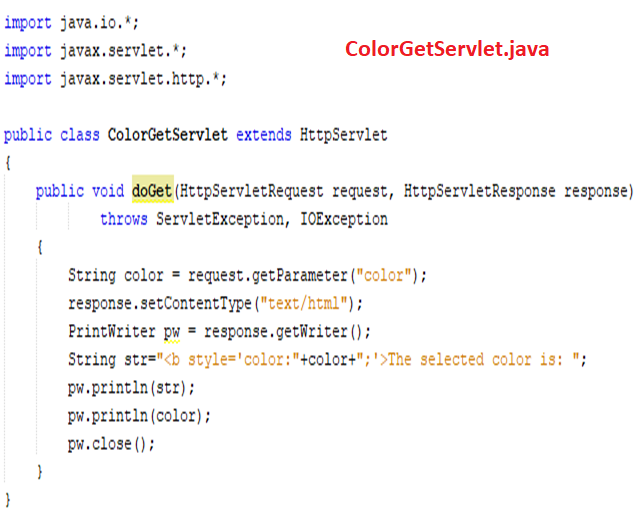 import java.io.*;
import javax.servlet.*;
ColorGetServlet.java
import javax.servlet.http.*;
public class ColorGetServlet extends HttpServlet
{
public void doGet(HttpServletRequest request, HttpServletResponse response)
throws ServletException, IOException
{
String color = request.getParameter("color");
response.setContentType("text/html");
PrintWriter pw = response.getWriter();
String str="<b style='color:"+color+";'>The selected color is: ";
pw.println(str);
pw.println(color);
pw.close();
}
}